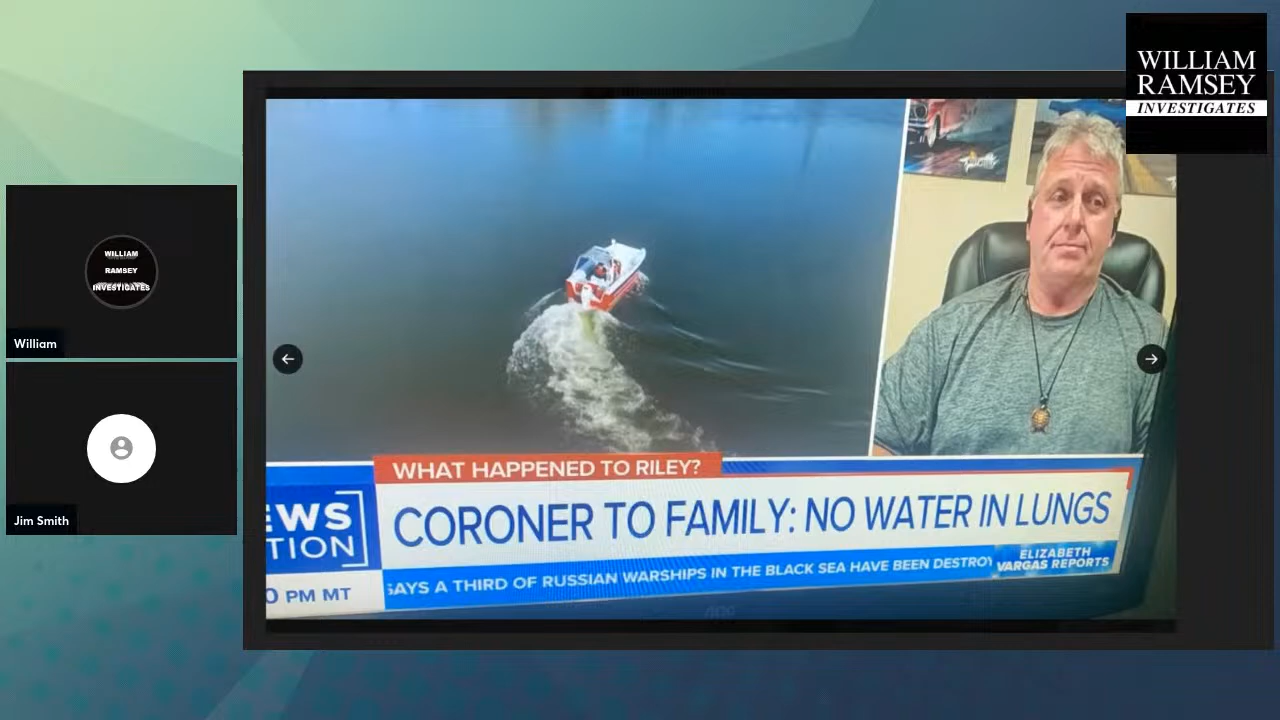 WILLIAM
RAMSEY
INVESTIGATES
WILLIAM
RAMSEY
INVESTIGATES
William
Jim Smith
WHAT HAPPENED TO RILEY?
EWS
TION
CORONER TO FAMILY: NO WATER IN LUNGS
0 PM MT
SAYS A THIRD OF RUSSIAN WARSHIPS IN THE BLACK SEA HAVE BEEN DESTROY
ELIZABETH
VARGAS REPORTS